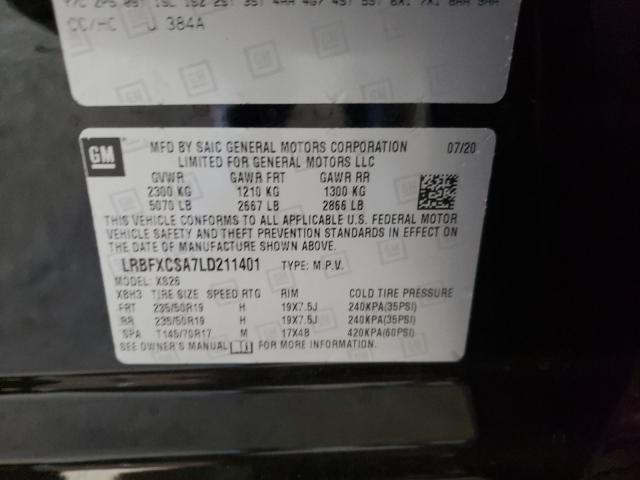 P/C
CC/HC J 384A
GM
MFD BY SAIC GENERAL MOTORS CORPORATION 07/20
LIMITED FOR GENERAL MOTORS LLC
GVWR GAWR FRT GAWR RR
2300 KG 1210 KG 1300 KG
5070 LB 2667 LB 2866 LB
THIS VEHICLE CONFORMS TO ALL APPLICABLE U.S. FEDERAL MOTOR
VEHICLE SAFETY AND THEFT PREVENTION STANDARDS IN EFFECT ON
THE DATE OF MANUFACTURE SHOWN ABOVE.
LRBFXCSA7LD211401 TYPE: M.P.V.
MODEL: XS26
XBH3 TIRE SIZE SPEED RTG RIM COLD TIRE PRESSURE
FRT 235/50R19 H 19X7.5J 240KPA(35PSI)
RR 235/50R19 H 19X7.5J 240KPA(35PSI)
SPA T145/70R17 M 17X4B 420KPA(60PSI)
SEE OWNER'S MANUAL FOR MORE INFORMATION.